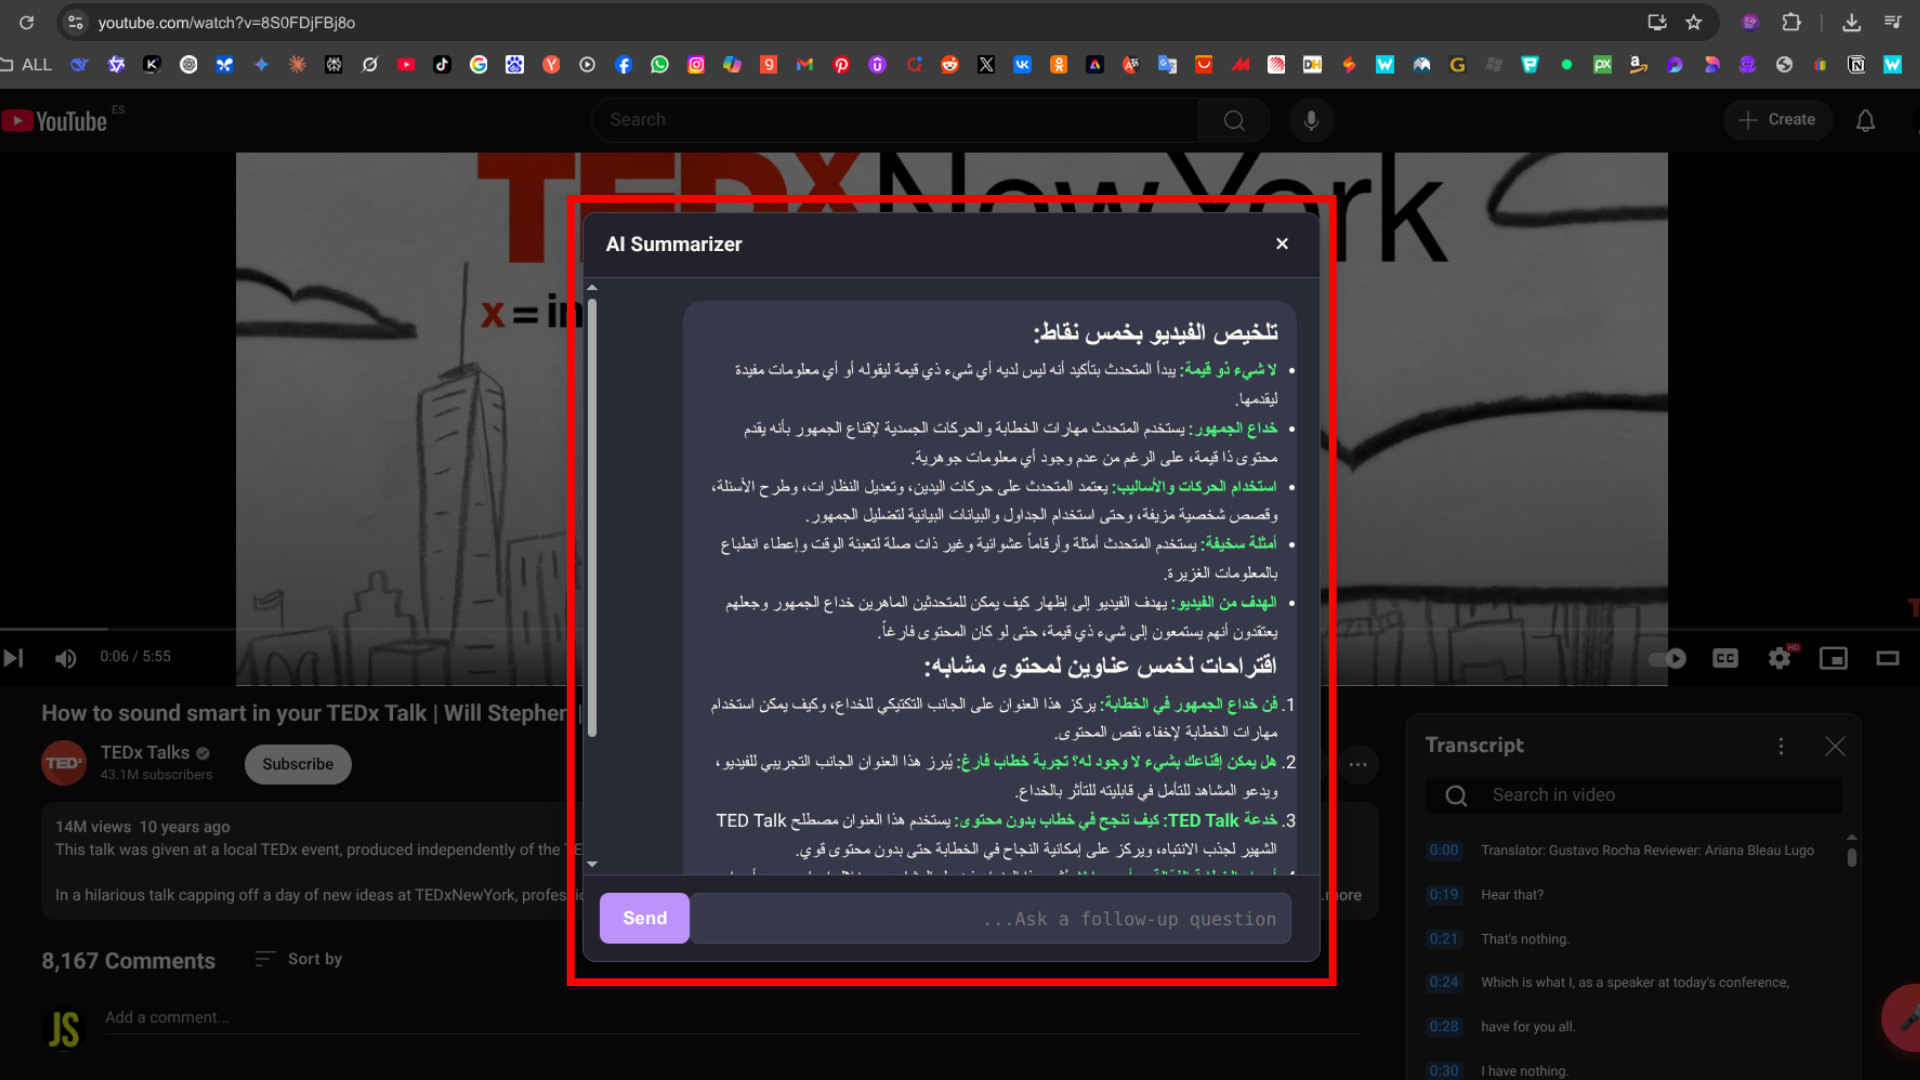 youtube.com/watch?v=8S0FDjFBj8o
ALL
YouTube ES
Search
Create
TEDxNewYork
x = in
AI Summarizer
×
تلخيص الفيديو بخمس نقاط:
• لا شيء ذو قيمة: يبدأ المتحدث بتأكيد أنه ليس لديه أي شيء ذي قيمة ليقوله أو أي معلومات مفيدة
ليقدمها.
• خداع الجمهور: يستخدم المتحدث مهارات الخطابة والحركات الجسدية لإقناع الجمهور بأنه يقدم
محتوى ذا قيمة، على الرغم من عدم وجود أي معلومات جوهرية.
• استخدام الحركات والأساليب: يعتمد المتحدث على حركات اليدين، وتعديل النظارات، وطرح الأسئلة،
وقصص شخصية مزيفة، وحتى استخدام الجداول والبيانات البيانية لتضليل الجمهور.
• أمثلة سخيفة: يستخدم المتحدث أمثلة وأرقاماً عشوائية وغير ذات صلة لتعبئة الوقت وإعطاء انطباع
بالمعلومات الغزيرة.
• الهدف من الفيديو: يهدف الفيديو إلى إظهار كيف يمكن للمتحدثين الماهرين خداع الجمهور وجعلهم
يعتقدون أنهم يستمعون إلى شيء ذي قيمة، حتى لو كان المحتوى فارغاً.
اقتراحات لخمس عناوين لمحتوى مشابه:
1. فن خداع الجمهور في الخطابة: يركز هذا العنوان على الجانب التكتيكي للخداع، وكيف يمكن استخدام
مهارات الخطابة لإخفاء نقص المحتوى.
2. هل يمكن إقناعك بشيء لا وجود له؟ تجربة خطاب فارغ: يُبرز هذا العنوان الجانب التجريبي للفيديو،
ويدعو المشاهد للتأمل في قابليته للتأثر بالخداع.
3. خدعة TED Talk: كيف تنجح في خطاب بدون محتوى: يستخدم هذا العنوان مصطلح TED Talk
الشهير لجذب الانتباه، ويركز على إمكانية النجاح في الخطابة حتى بدون محتوى قوي.
Send
...Ask a follow-up question
0:06 / 5:55
CC
HD
How to sound smart in your TEDx Talk | Will Stephen |
TED
TEDx Talks
43.1M subscribers
Subscribe
14M views 10 years ago
This talk was given at a local TEDx event, produced independently of the TE
In a hilarious talk capping off a day of new ideas at TEDxNewYork, professio
...more
8,167 Comments
Sort by
JS
Add a comment...
Transcript
Search in video
0:00 Translator: Gustavo Rocha Reviewer: Ariana Bleau Lugo
0:19 Hear that?
0:21 That's nothing.
0:24 Which is what I, as a speaker at today's conference,
0:28 have for you all.
0:30 I have nothing.